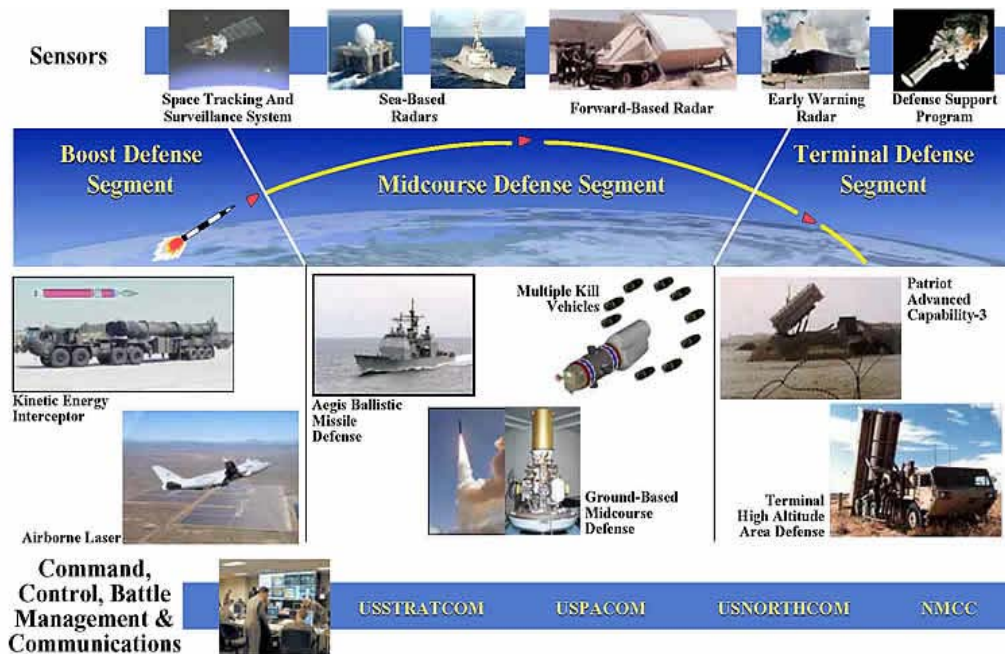 Sensors
Space Tracking And
Surveillance System
Sea-Based
Radars
Forward-Based Radar
Early Warning
Radar
Defense Support
Program
Boost Defense
Segment
Midcourse Defense Segment
Terminal Defense
Segment
Kinetic Energy
Interceptor
Airborne Laser
Aegis Ballistic
Missile
Defense
Multiple Kill
Vehicles
Ground-Based
Midcourse
Defense
Patriot
Advanced
Capability-3
Terminal
High Altitude
Area Defense
Command,
Control, Battle
Management &
Communications
USSTRATCOM
USPACOM
USNORTHCOM
NMCC